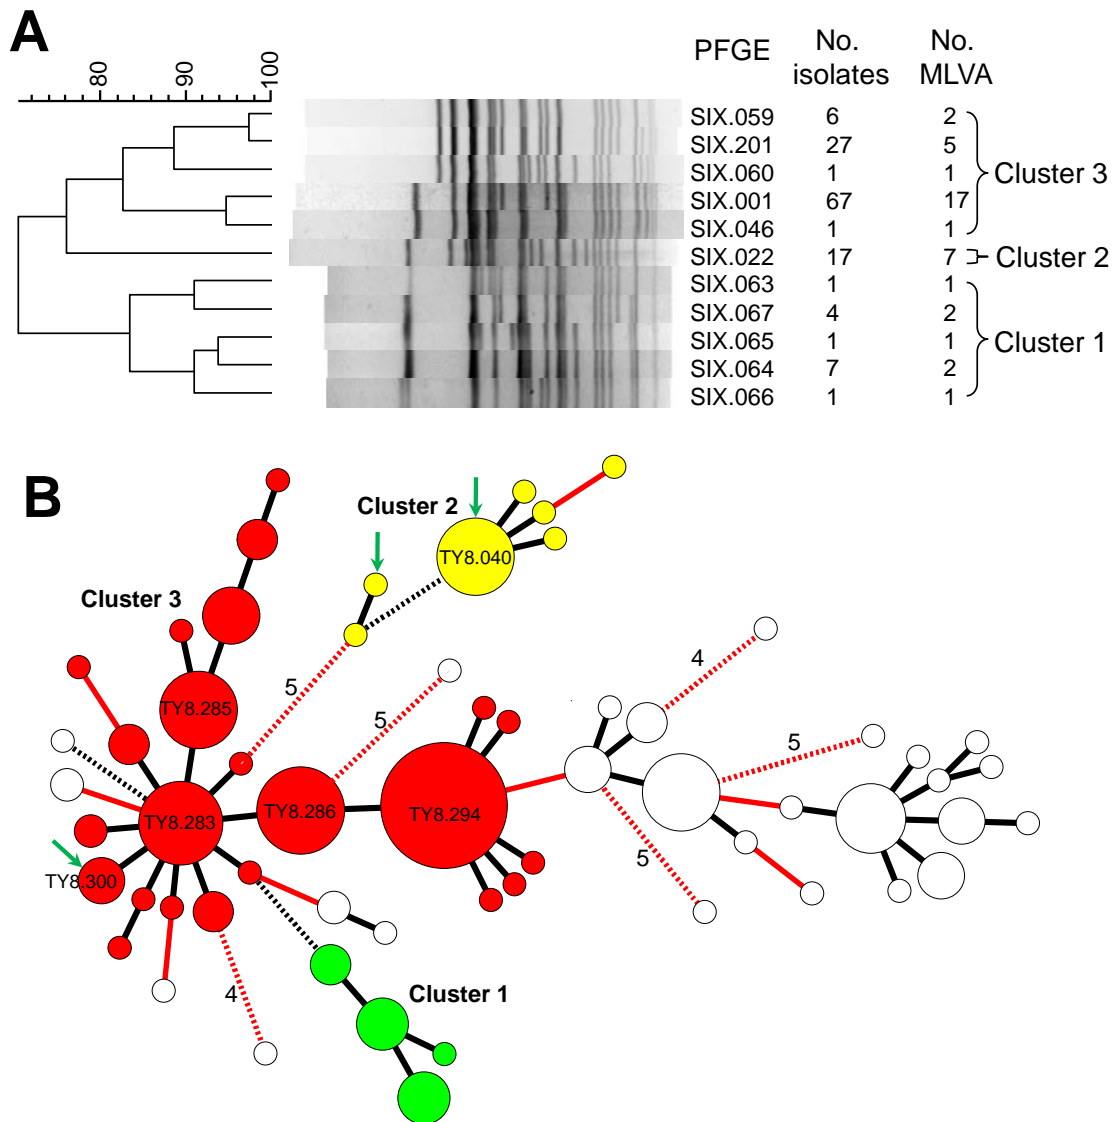 A
80 90 100
PFGE No. isolates No. MLVA
SIX.059 6 2
SIX.201 27 5
SIX.060 1 1
Cluster 3
SIX.001 67 17
SIX.046 1 1
SIX.022 17 7 Cluster 2
SIX.063 1 1
SIX.067 4 2
SIX.065 1 1
Cluster 1
SIX.064 7 2
SIX.066 1 1
B
Cluster 2
TY8.040
Cluster 3
4
5
TY8.285
5
5
TY8.283
TY8.286
TY8.294
5
TY8.300
4
Cluster 1